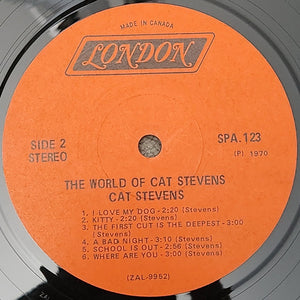 MADE IN CANADA
LONDON
SIDE 2
STEREO
SPA.123
(P) 1970
THE WORLD OF CAT STEVENS
CAT STEVENS
1. I LOVE MY DOG-2:20 (Stevens)
2. KITTY-2:20 (Stevens)
3. THE FIRST CUT IS THE DEEPEST-3:00
(Stevens)
4. A BAD NIGHT-3:10 (Stevens)
5. SCHOOL IS OUT-2:56 (Stevens)
6. WHERE ARE YOU-3:00 (Stevens)
(ZAL-9952)